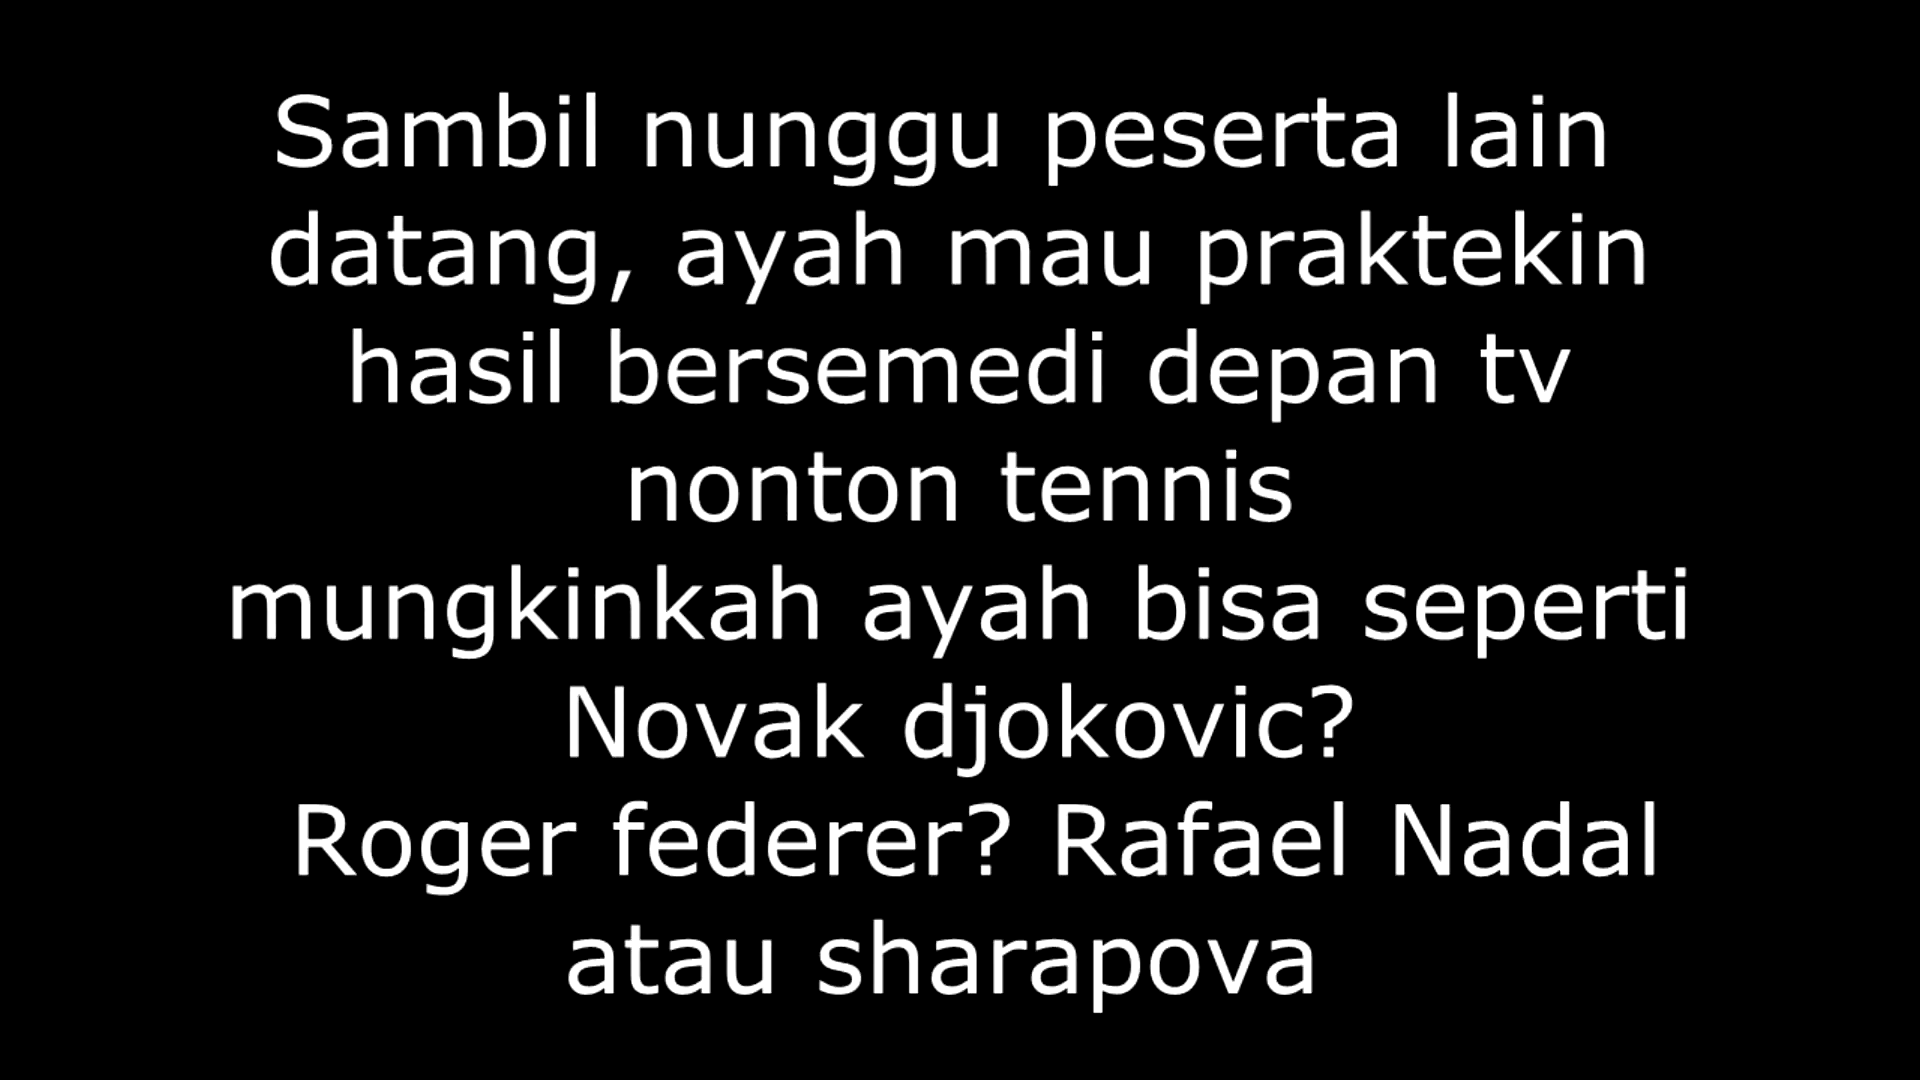 Sambil nunggu peserta lain
datang, ayah mau praktekin
hasil bersemedi depan tv
nonton tennis
mungkinkah ayah bisa seperti
Novak djokovic?
Roger federer? Rafael Nadal
atau sharapova